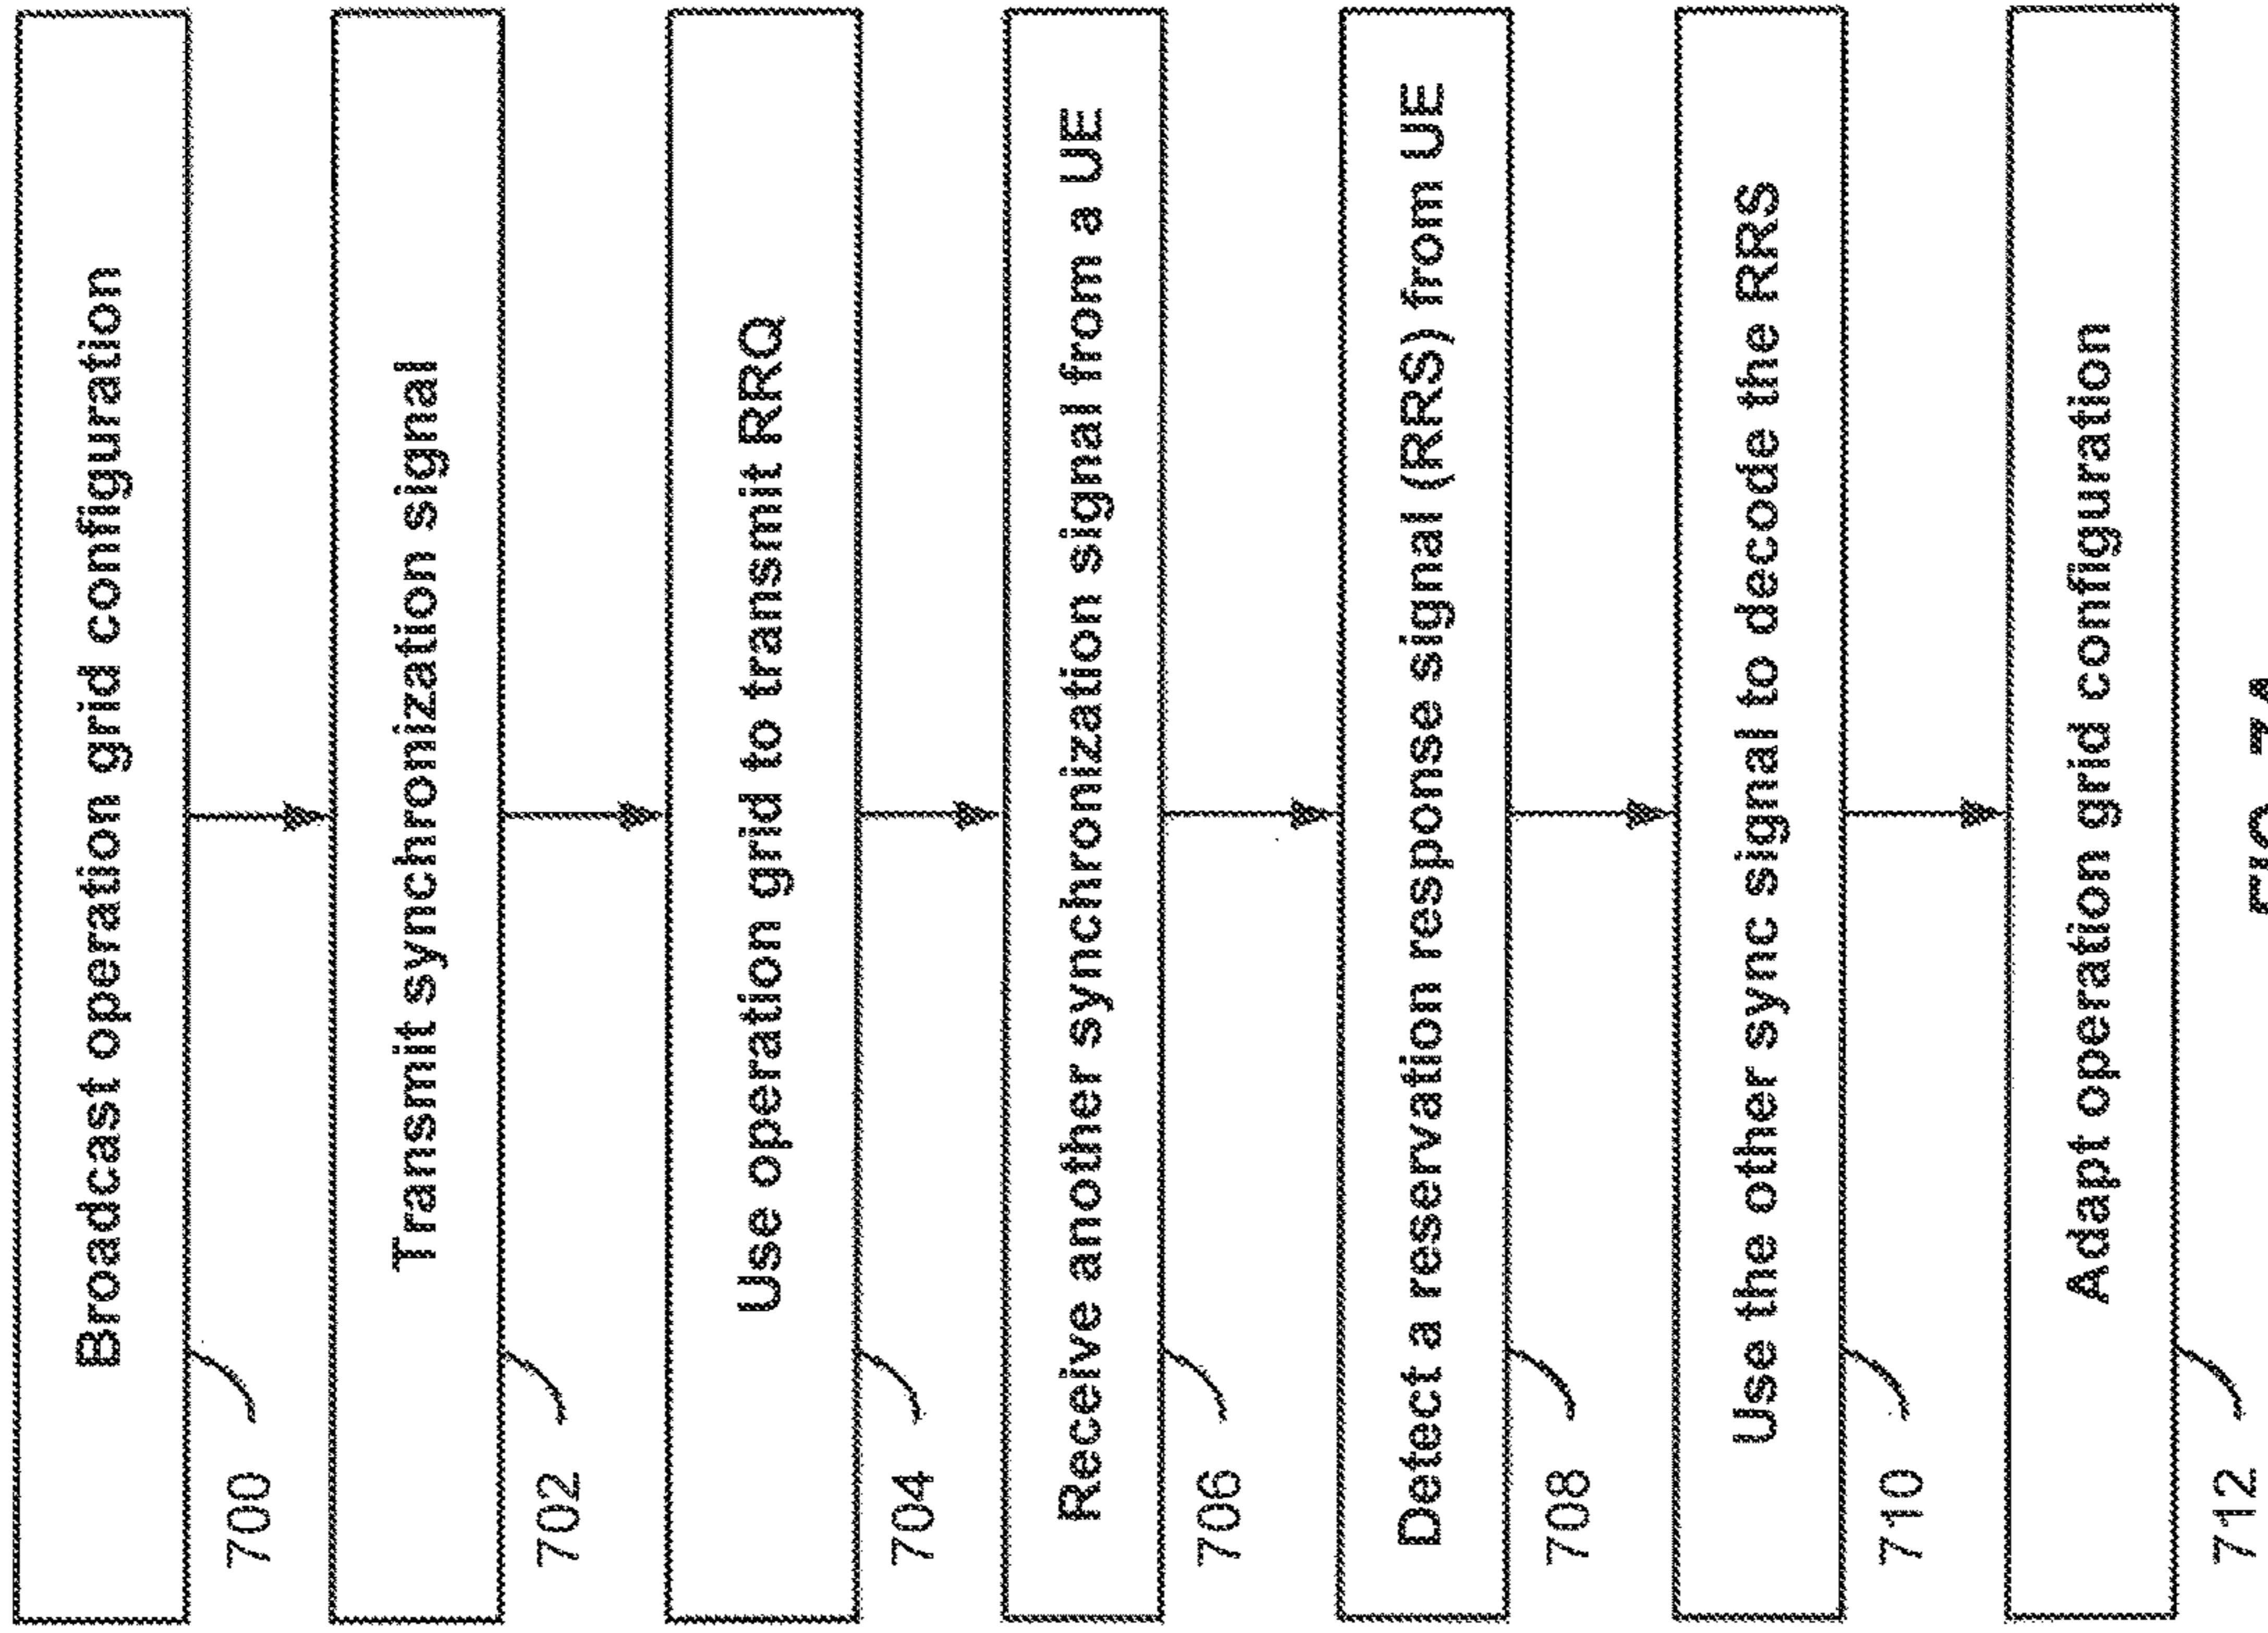 Broadcast operation grid configuration
700
Transmit synchronization signal
702
Use operation grid to transmit RRQ
704
Receive another synchronization signal from a UE
706
Detect a reservation response signal (RRS) from UE
708
Use the other sync signal to decode the RRS
710
Adapt operation grid configuration
712